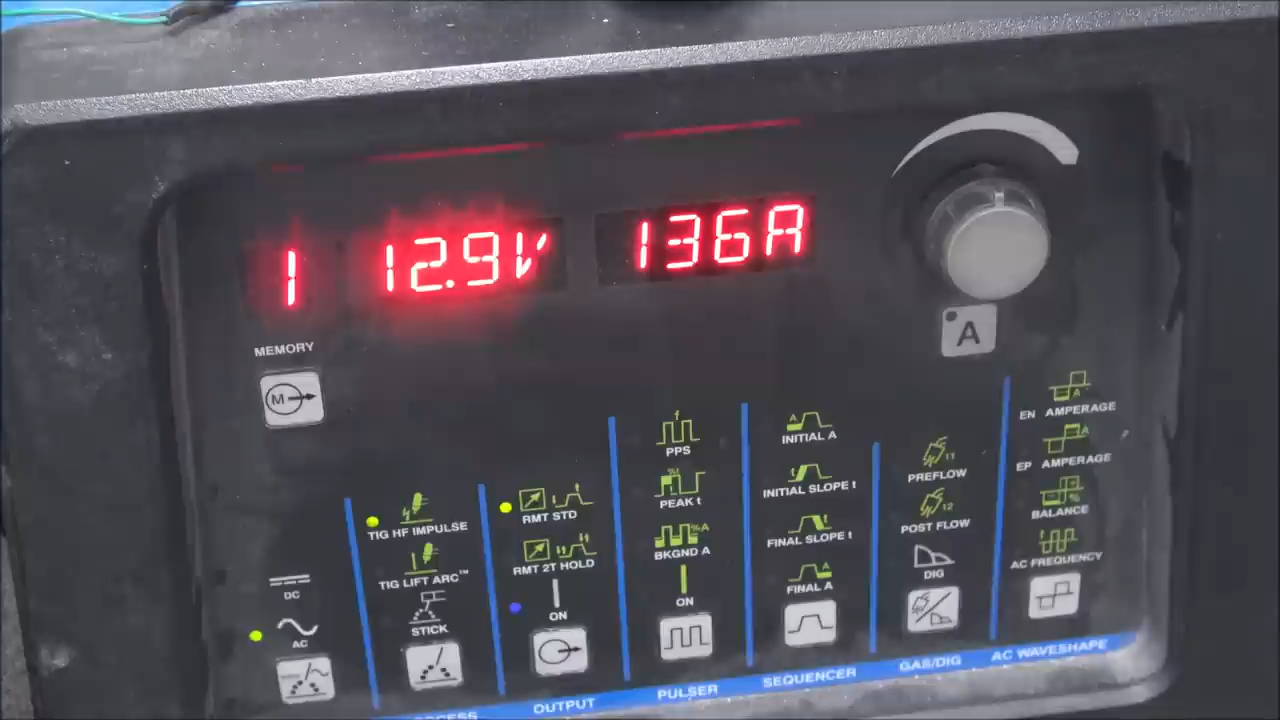 1 12.9V 136A
A
MEMORY
M
DC
AC
TIG HF IMPULSE
TIG LIFT ARC™
STICK
RMT STD
RMT 2T HOLD
ON
OUTPUT
PPS
PEAK t
%A
BKGND A
ON
PULSER
A
INITIAL A
INITIAL SLOPE t
FINAL SLOPE t
A
FINAL A
SEQUENCER
PREFLOW
POST FLOW
DIG
GAS/DIG
A
EN AMPERAGE
A
EP AMPERAGE
%
BALANCE
AC FREQUENCY
AC WAVESHAPE